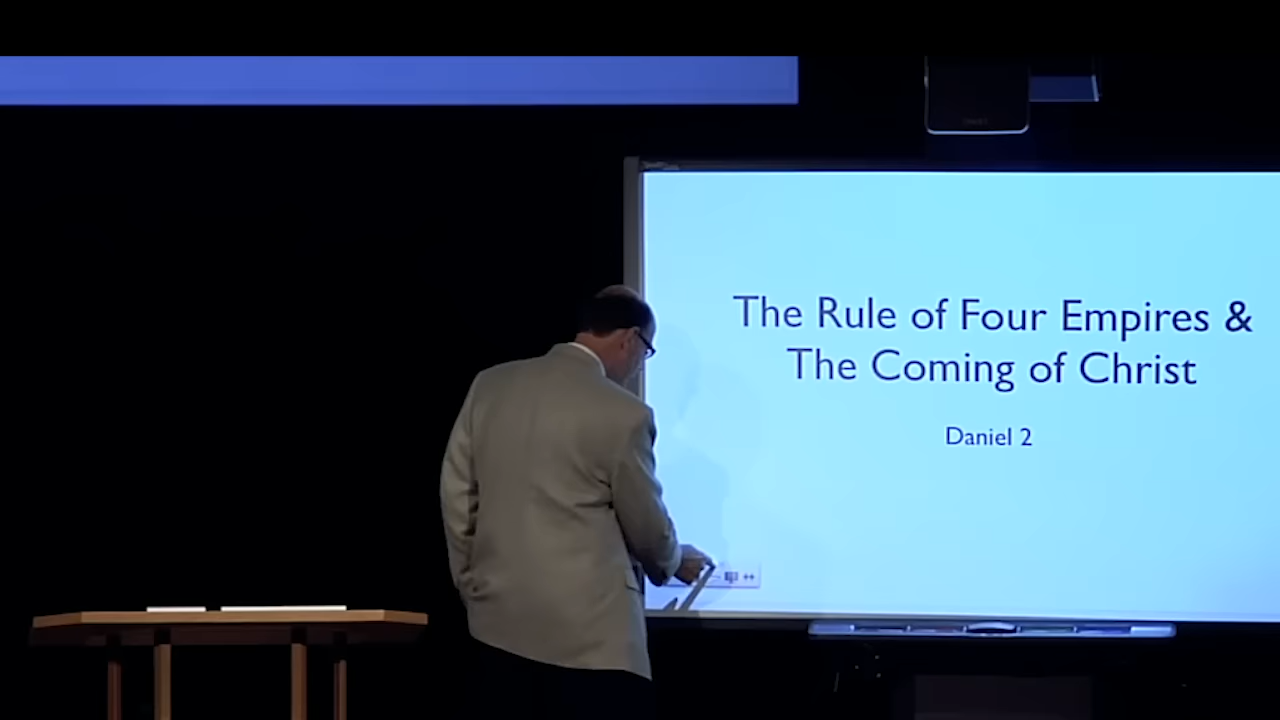 The Rule of Four Empires &
The Coming of Christ
Daniel 2